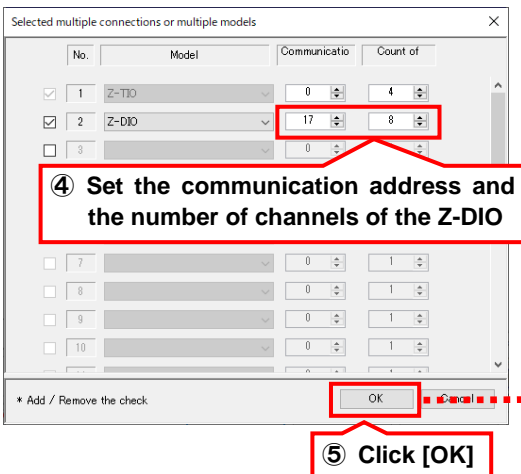 Selected multiple connections or multiple models
No. Model Communicatio Count of
1 Z-TIO 0 4
2 Z-DIO 17 8
3 0
④ Set the communication address and
the number of channels of the Z-DIO
7 0 1
8 0 1
9 0 1
10 0 1
* Add / Remove the check OK Cancel
⑤ Click [OK]